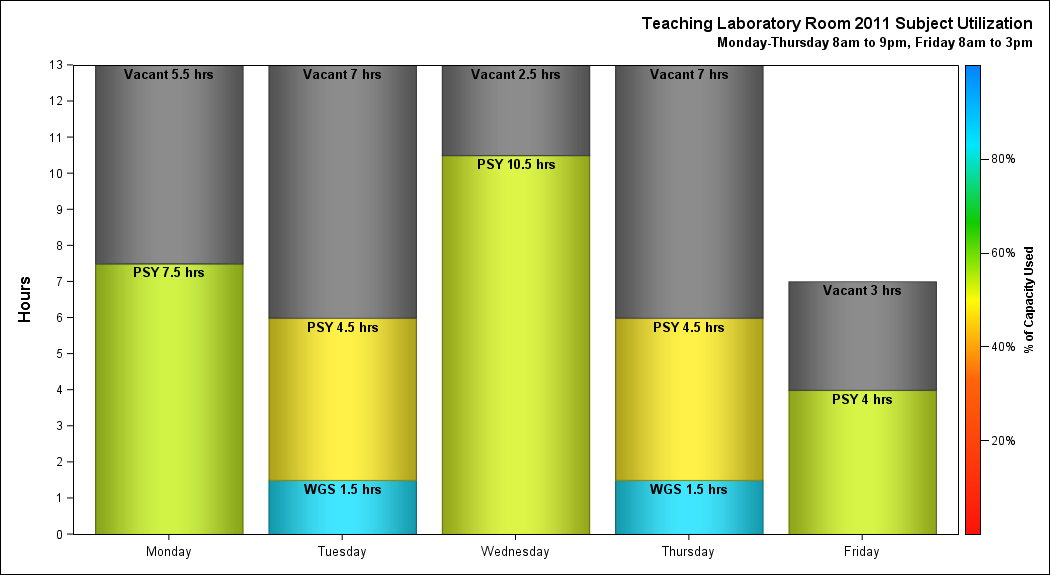 Teaching Laboratory Room 2011 Subject Utilization
Monday-Thursday 8am to 9pm, Friday 8am to 3pm
Hours
13
12
11
10
9
8
7
6
5
4
3
2
1
0
Vacant 5.5 hrs
PSY 7.5 hrs
Vacant 7 hrs
PSY 4.5 hrs
WGS 1.5 hrs
Vacant 2.5 hrs
PSY 10.5 hrs
Vacant 7 hrs
PSY 4.5 hrs
WGS 1.5 hrs
Vacant 3 hrs
PSY 4 hrs
Monday
Tuesday
Wednesday
Thursday
Friday
80%
60%
40%
20%
% of Capacity Used